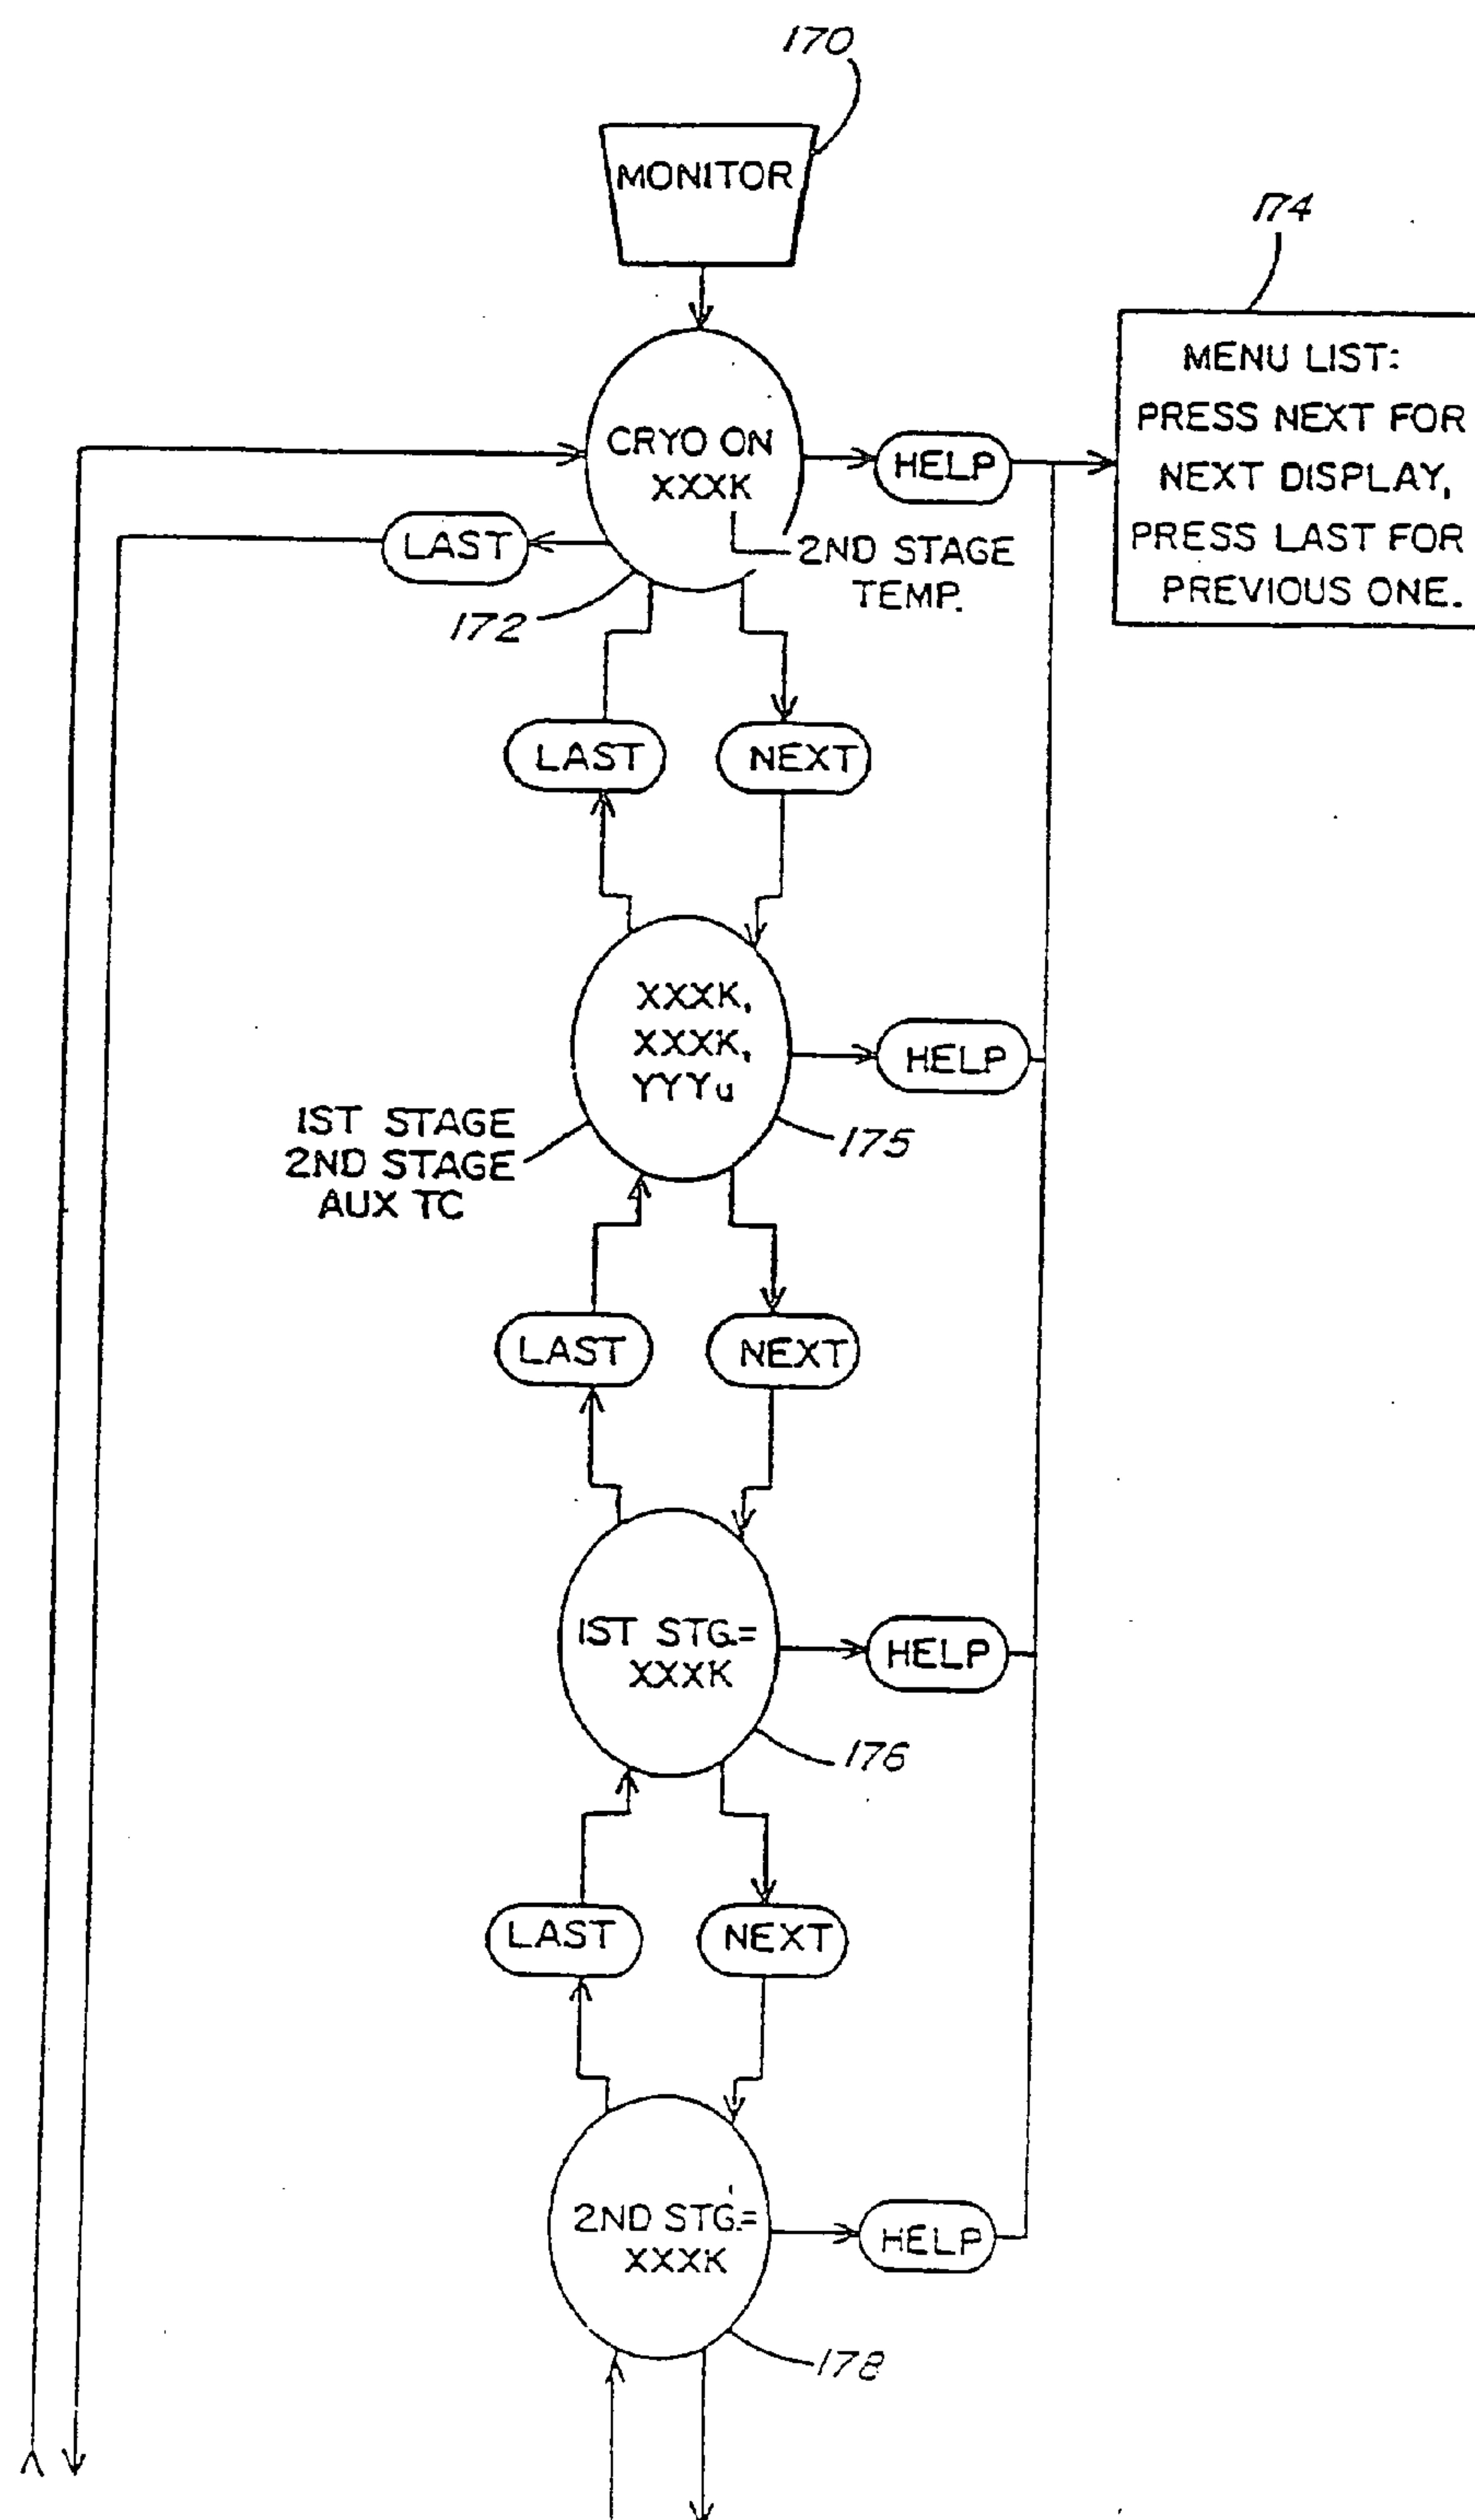 170
MONITOR
174
MENU LIST:
PRESS NEXT FOR
NEXT DISPLAY,
PRESS LAST FOR
PREVIOUS ONE.
CRYO ON
XXXK
HELP
LAST
2ND STAGE
TEMP.
172
LAST
NEXT
XXXK,
XXXK,
YYYu
HELP
1ST STAGE
2ND STAGE
AUX TC
175
LAST
NEXT
1ST STG.=
XXXK
HELP
176
LAST
NEXT
2ND STG.=
XXXK
HELP
178